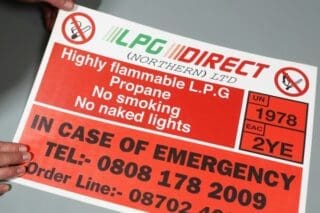 LPG DIRECT
(NORTHERN) LTD
Highly flammable L.P.G
Propane
No smoking
No naked lights
UN
1978
EAC
2YE
IN CASE OF EMERGENCY
TEL:- 0808 178 2009
Order Line:- 08702